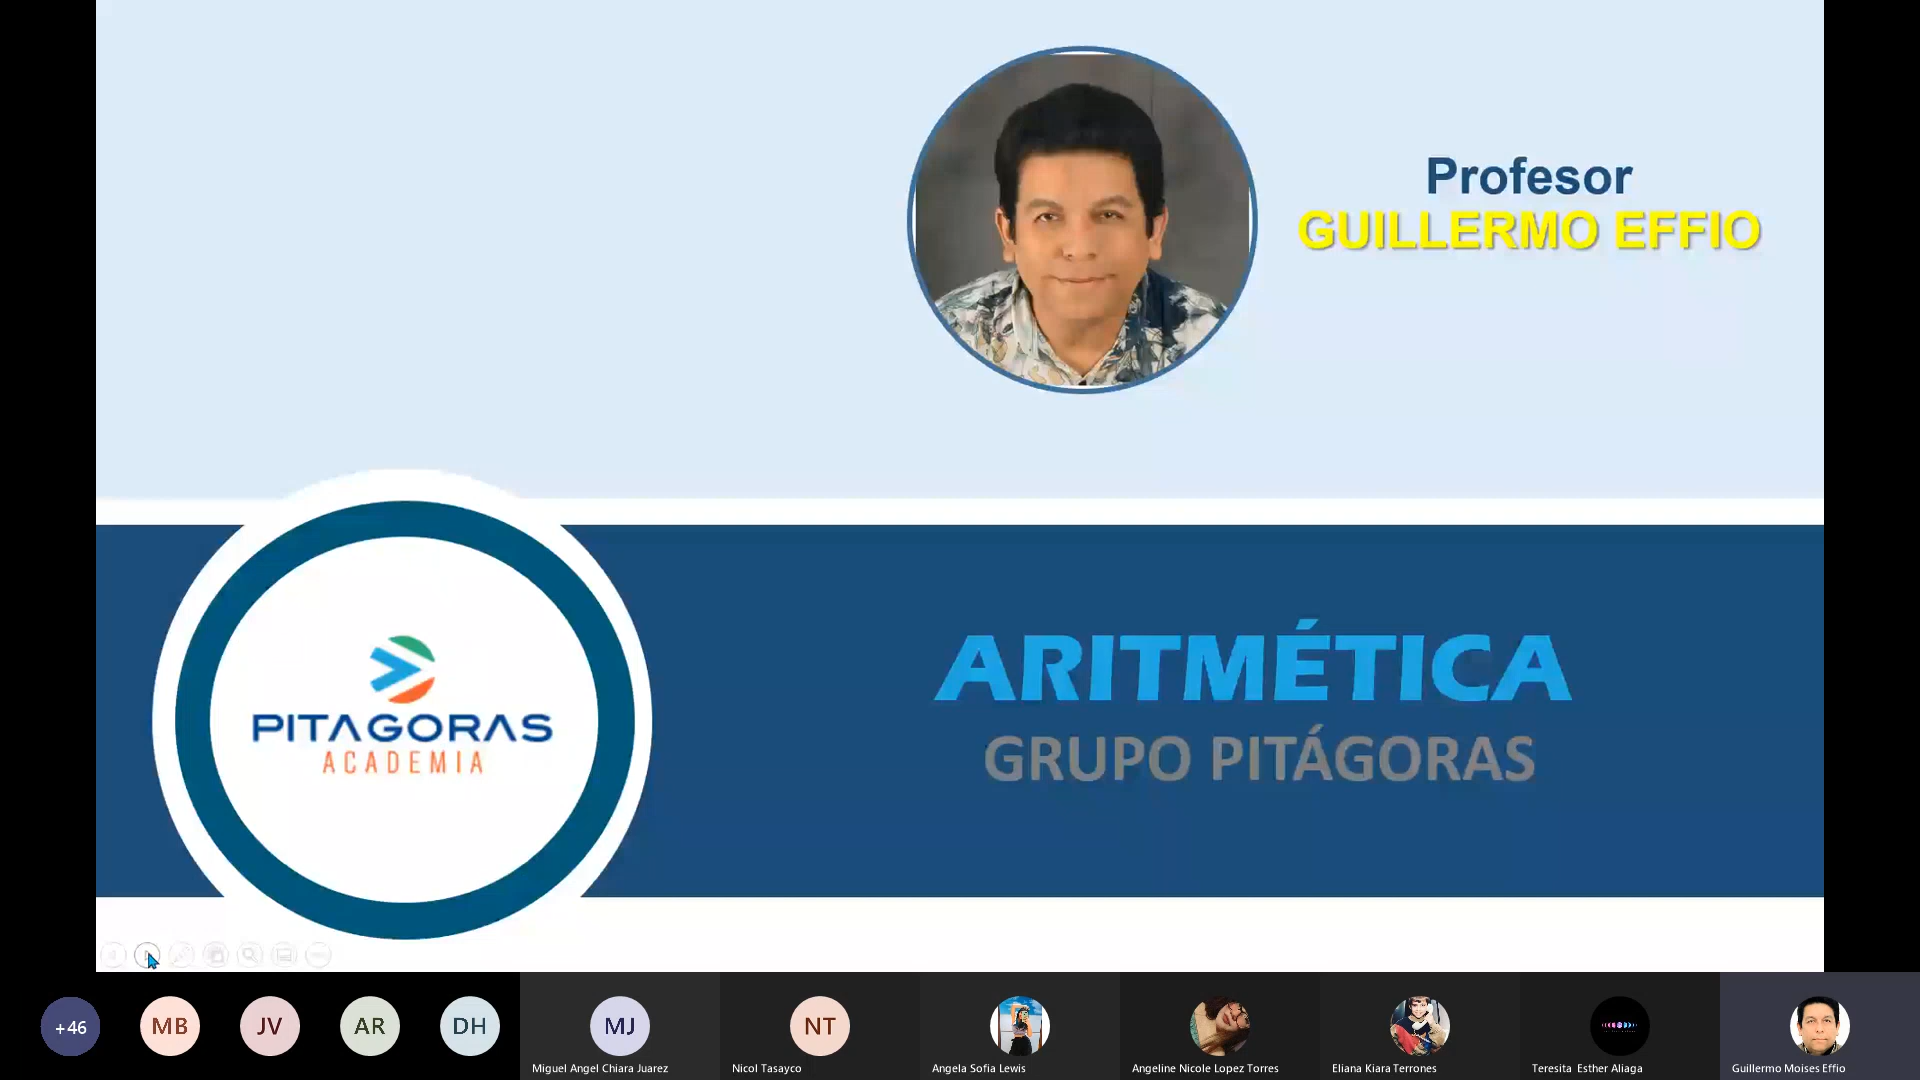 Profesor
GUILLERMO EFFIO
PITAGORAS
ACADEMIA
ARITMÉTICA
GRUPO PITÁGORAS
+46
MB
JV
AR
DH
MJ
NT
Miguel Angel Chiara Juarez
Nicol Tasayco
Angela Sofia Lewis
Angeline Nicole Lopez Torres
Eliana Kiara Terrones
Teresita Esther Aliaga
Guillermo Moises Effio